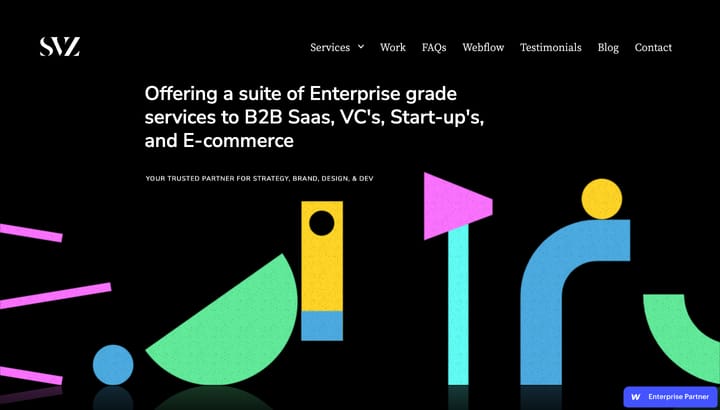 SVZ
Services Work FAQs Webflow Testimonials Blog Contact
Offering a suite of Enterprise grade
services to B2B Saas, VC's, Start-up's,
and E-commerce
YOUR TRUSTED PARTNER FOR STRATEGY, BRAND, DESIGN, & DEV
Enterprise Partner